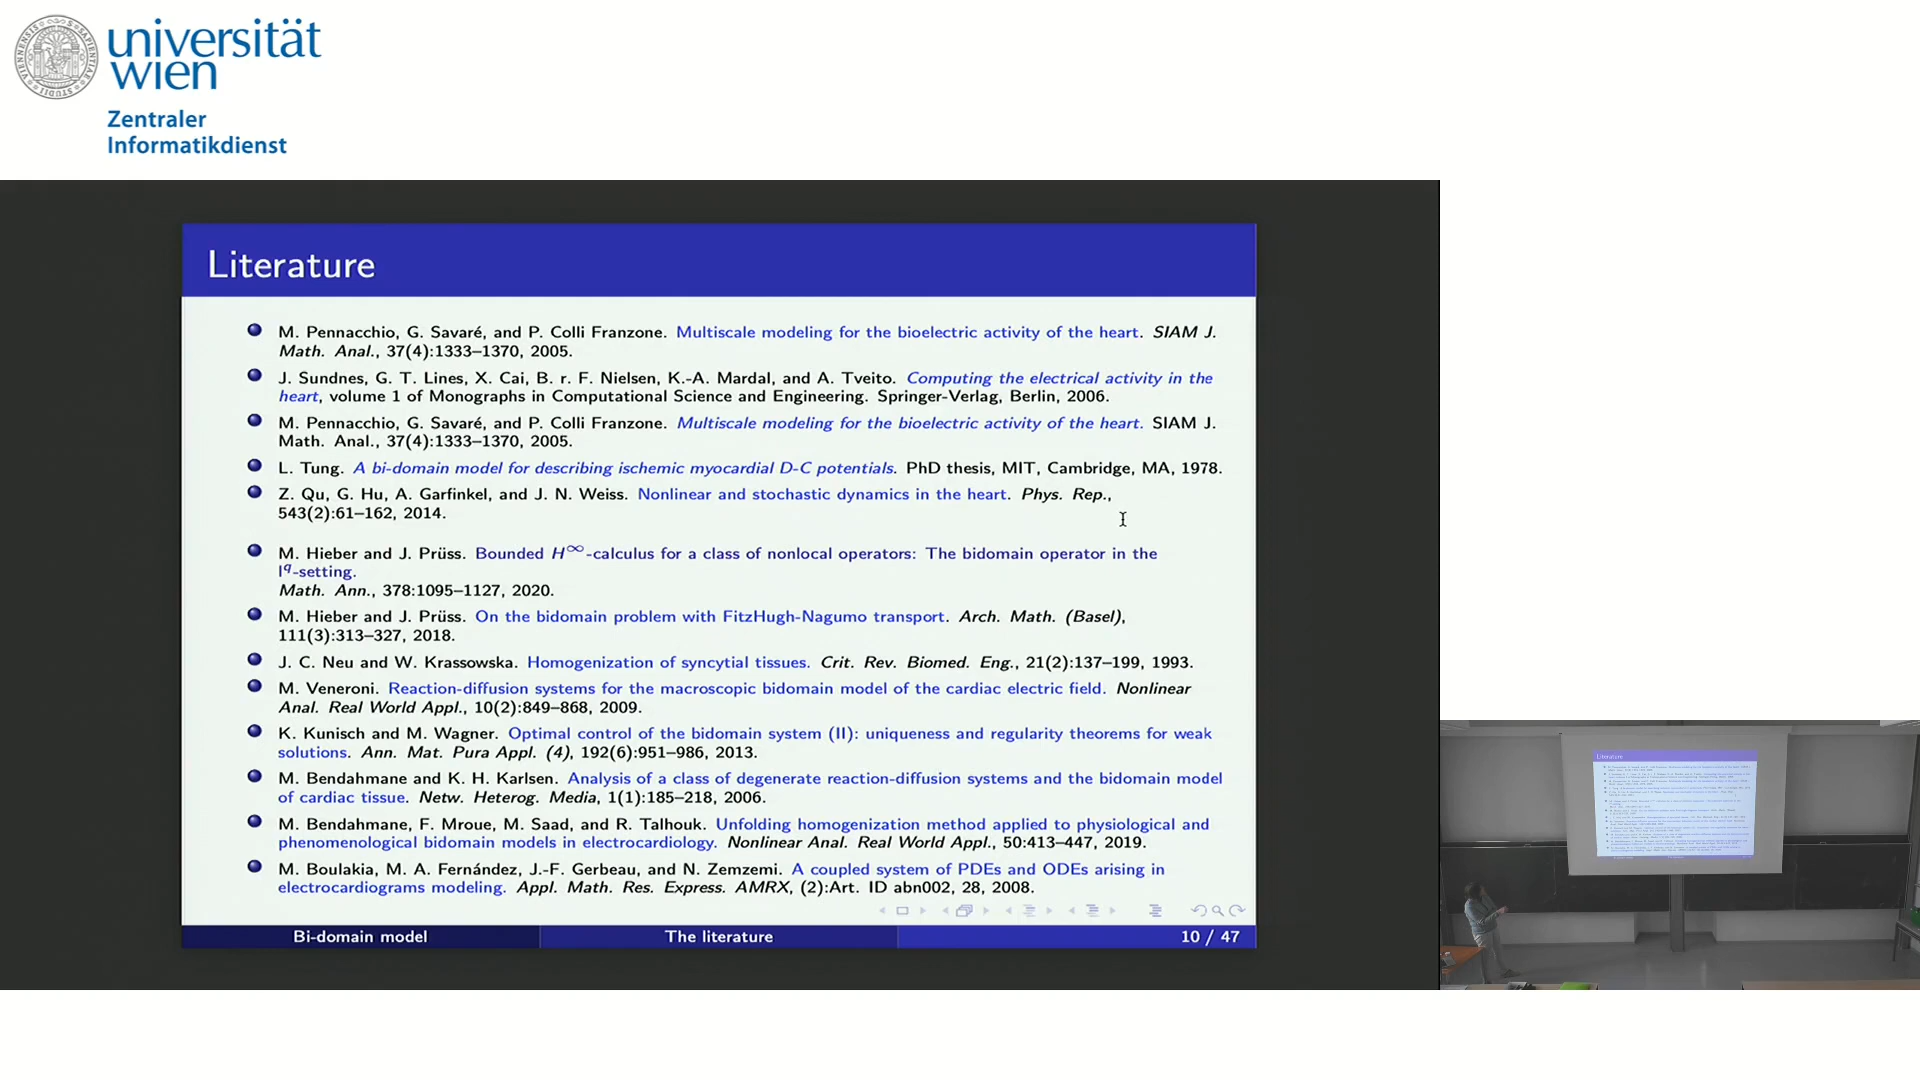 universität
wien
Zentraler
Informatikdienst
Literature
M. Pennacchio, G. Savaré, and P. Colli Franzone. Multiscale modeling for the bioelectric activity of the heart. SIAM J.
Math. Anal., 37(4):1333–1370, 2005.
J. Sundnes, G. T. Lines, X. Cai, B. r. F. Nielsen, K.-A. Mardal, and A. Tveito. Computing the electrical activity in the
heart, volume 1 of Monographs in Computational Science and Engineering. Springer-Verlag, Berlin, 2006.
M. Pennacchio, G. Savaré, and P. Colli Franzone. Multiscale modeling for the bioelectric activity of the heart. SIAM J.
Math. Anal., 37(4):1333–1370, 2005.
L. Tung. A bi-domain model for describing ischemic myocardial D-C potentials. PhD thesis, MIT, Cambridge, MA, 1978.
Z. Qu, G. Hu, A. Garfinkel, and J. N. Weiss. Nonlinear and stochastic dynamics in the heart. Phys. Rep.,
543(2):61–162, 2014.
M. Hieber and J. Prüss. Bounded H^∞-calculus for a class of nonlocal operators: The bidomain operator in the
l^q-setting.
Math. Ann., 378:1095–1127, 2020.
M. Hieber and J. Prüss. On the bidomain problem with FitzHugh-Nagumo transport. Arch. Math. (Basel),
111(3):313–327, 2018.
J. C. Neu and W. Krassowska. Homogenization of syncytial tissues. Crit. Rev. Biomed. Eng., 21(2):137–199, 1993.
M. Veneroni. Reaction-diffusion systems for the macroscopic bidomain model of the cardiac electric field. Nonlinear
Anal. Real World Appl., 10(2):849–868, 2009.
K. Kunisch and M. Wagner. Optimal control of the bidomain system (II): uniqueness and regularity theorems for weak
solutions. Ann. Mat. Pura Appl. (4), 192(6):951–986, 2013.
M. Bendahmane and K. H. Karlsen. Analysis of a class of degenerate reaction-diffusion systems and the bidomain model
of cardiac tissue. Netw. Heterog. Media, 1(1):185–218, 2006.
M. Bendahmane, F. Mroue, M. Saad, and R. Talhouk. Unfolding homogenization method applied to physiological and
phenomenological bidomain models in electrocardiology. Nonlinear Anal. Real World Appl., 50:413–447, 2019.
M. Boulakia, M. A. Fernández, J.-F. Gerbeau, and N. Zemzemi. A coupled system of PDEs and ODEs arising in
electrocardiograms modeling. Appl. Math. Res. Express. AMRX, (2):Art. ID abn002, 28, 2008.
Bi-domain model
The literature
10 / 47
Literature